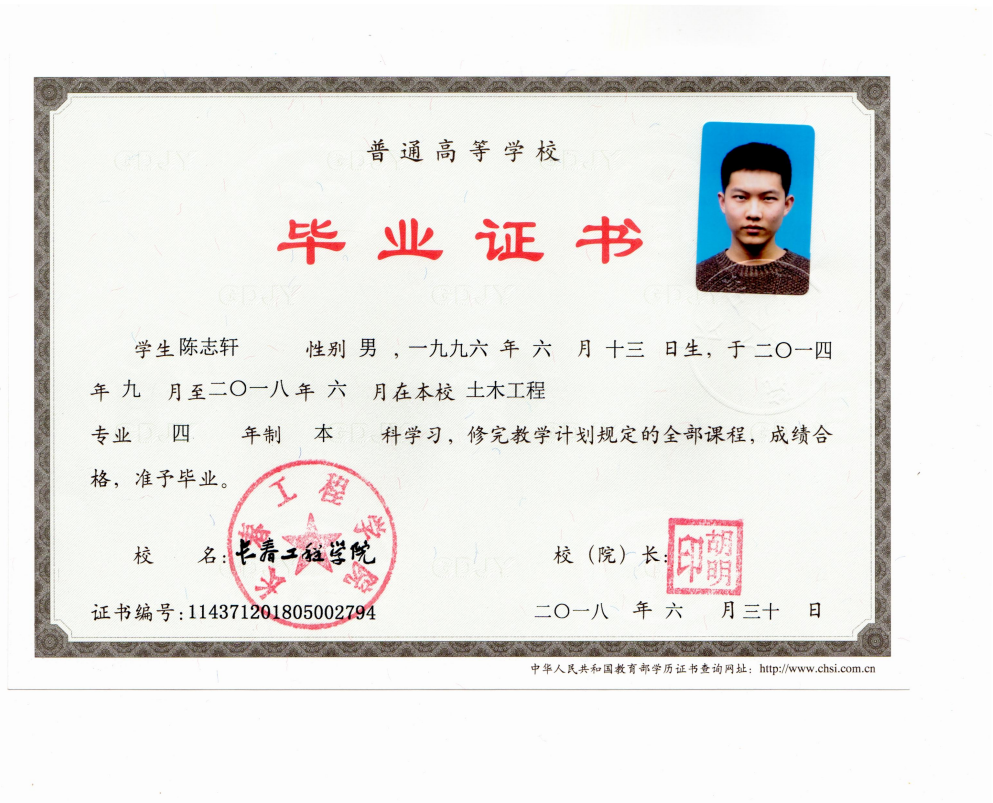 普通高等学校
毕业证书
学生 陈志轩 性别 男 ，一九九六 年 六 月 十三 日生，于 二〇一四
年 九 月至 二〇一八 年 六 月在本校 土木工程
专业 四 年制 本 科学习，修完教学计划规定的全部课程，成绩合
格，准予毕业。
长春工程学院
校 名：长春工程学院
校（院）长：
胡明印
证书编号：114371201805002794
二〇一八 年 六 月 三十 日
中华人民共和国教育部学历证书查询网址：http://www.chsi.com.cn